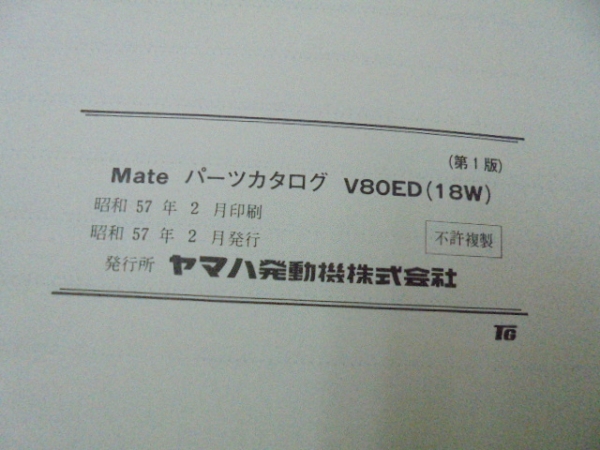 (第1版)
Mate パーツカタログ V80ED(18W)
昭和 57 年 2 月印刷
昭和 57 年 2 月発行
不許複製
発行所 ヤマハ発動機株式会社
TG